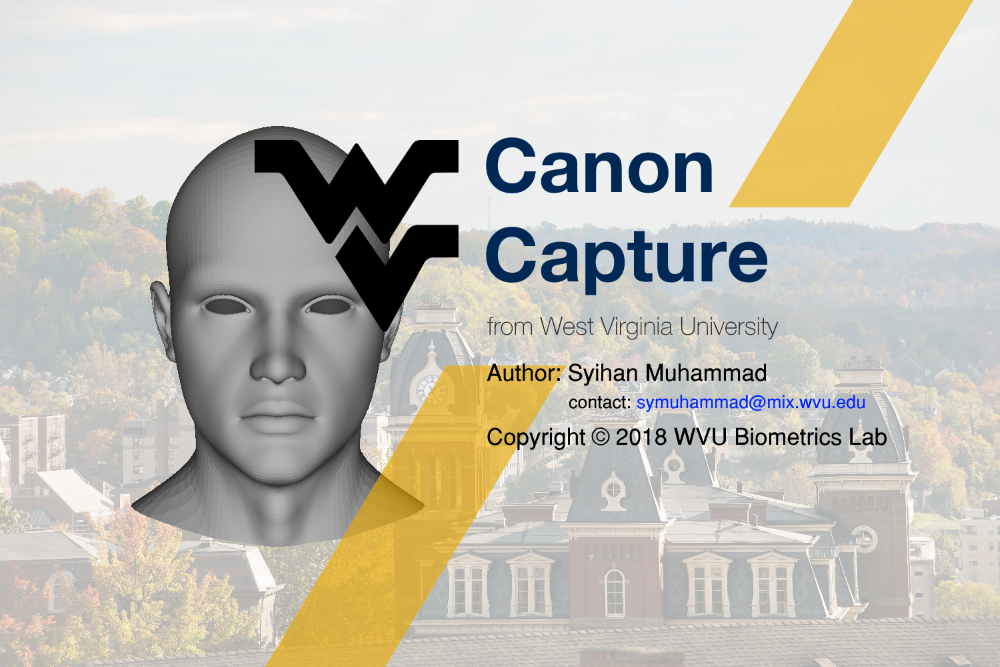 Canon
Capture
from West Virginia University
Author: Syihan Muhammad
contact: symuhammad@mix.wvu.edu
Copyright © 2018 WVU Biometrics Lab